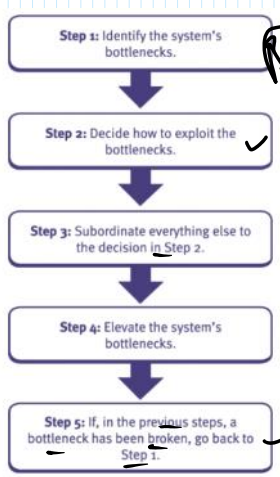 Step 1: Identify the system's
bottlenecks.
Step 2: Decide how to exploit the
bottlenecks.
Step 3: Subordinate everything else to
the decision in Step 2.
Step 4: Elevate the system's
bottlenecks.
Step 5: If, in the previous steps, a
bottleneck has been broken, go back to
Step 1.